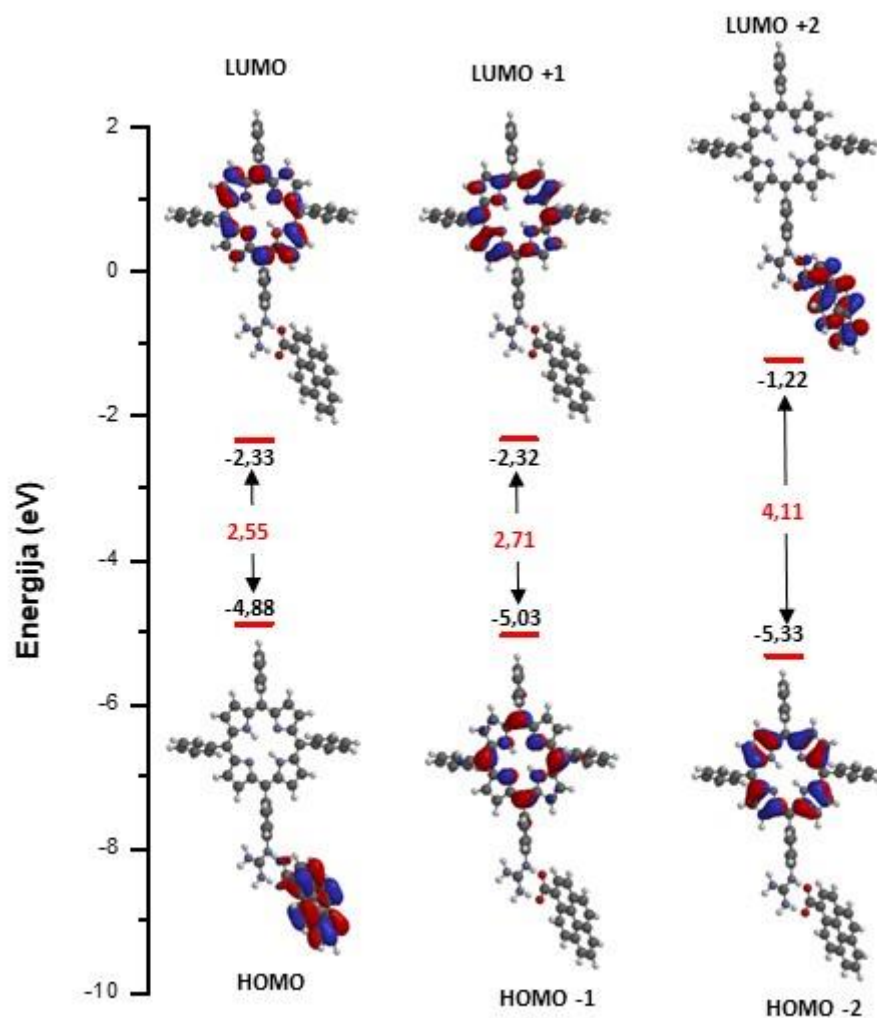 LUMO
LUMO +1
LUMO +2
Energija (eV)
2
0
-2
-4
-6
-8
-10
-2,33
2,55
-4,88
-2,32
2,71
-5,03
-1,22
4,11
-5,33
HOMO
HOMO -1
HOMO -2